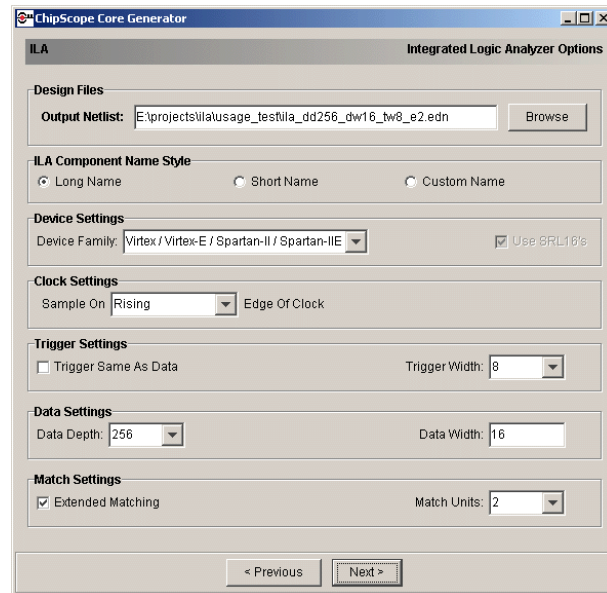 ChipScope Core Generator
ILA Integrated Logic Analyzer Options
Design Files
Output Netlist: E:\projects\ila\usage_test\ila_dd256_dw16_tw8_e2.edn Browse
ILA Component Name Style
Long Name Short Name Custom Name
Device Settings
Device Family: Virtex / Virtex-E / Spartan-II / Spartan-IIE Use SRL16's
Clock Settings
Sample On Rising Edge Of Clock
Trigger Settings
Trigger Same As Data Trigger Width: 8
Data Settings
Data Depth: 256 Data Width: 16
Match Settings
Extended Matching Match Units: 2
< Previous Next >